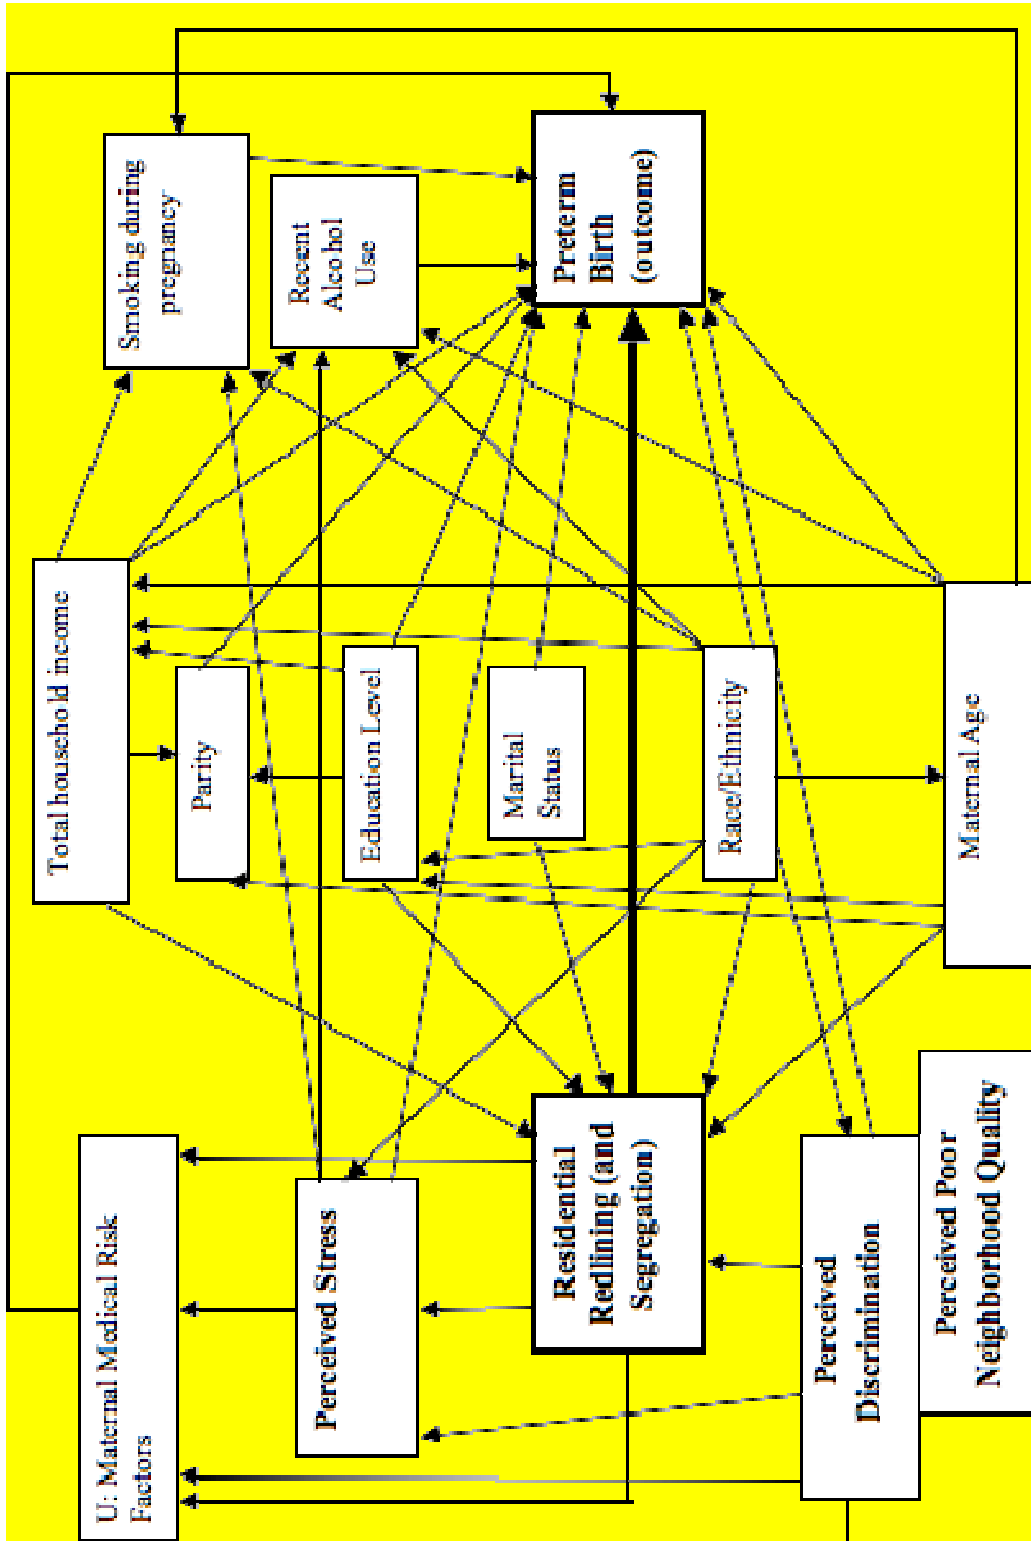 U: Maternal Medical Risk
Factors
Perceived Stress
Residential
Redlining (and
Segregation)
Perceived
Discrimination
Perceived Poor
Neighborhood Quality
Total household income
Parity
Education Level
Marital
Status
Race/Ethnicity
Maternal Age
Smoking during
pregnancy
Recent
Alcohol
Use
Preterm
Birth
(outcome)